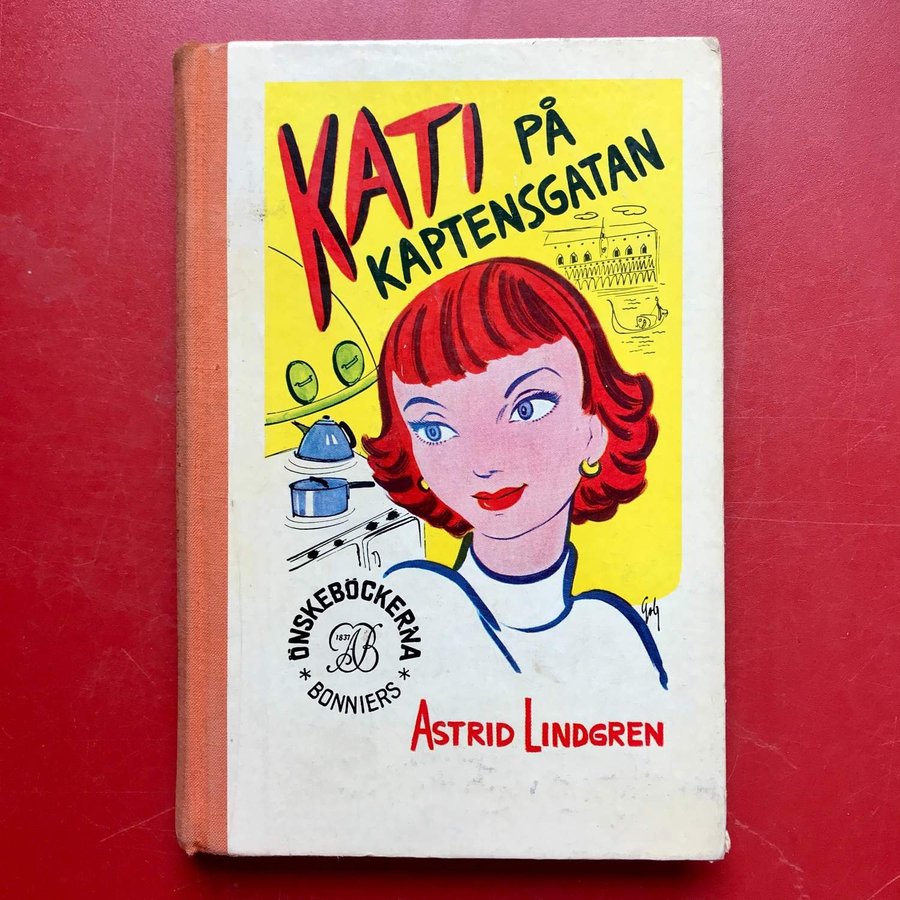 KATI PÅ
KAPTENSGATAN
ÖNSKEBÖCKERNA
1837
AB
* BONNIERS *
ASTRID LINDGREN